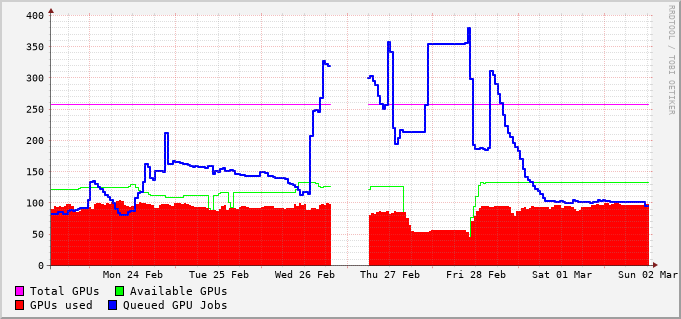 400
350
300
250
200
150
100
50
0
Mon 24 Feb Tue 25 Feb Wed 26 Feb Thu 27 Feb Fri 28 Feb Sat 01 Mar Sun 02 Mar
Total GPUs Available GPUs
GPUs used Queued GPU Jobs
RRDTOOL / TOBI OETIKER